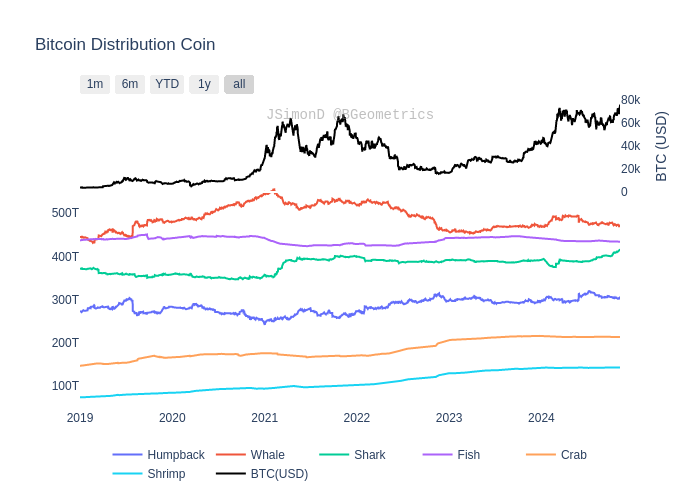 Bitcoin Distribution Coin
1m 6m YTD 1y all
JSimonD @BGeometrics
80k
60k
40k
20k
0
BTC (USD)
500T
400T
300T
200T
100T
2019 2020 2021 2022 2023 2024
Humpback Whale Shark Fish Crab
Shrimp BTC(USD)